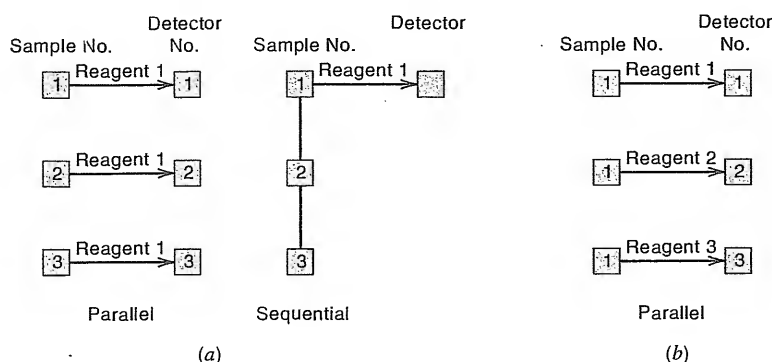 Detector
Sample No. No.
Reagent 1
1 1
Reagent 1
2 2
Reagent 1
3 3
Parallel
Detector
Sample No.
Reagent 1
1
2
3
Sequential
(a)
Detector
Sample No. No.
Reagent 1
1 1
Reagent 2
1 2
Reagent 3
1 3
Parallel
(b)